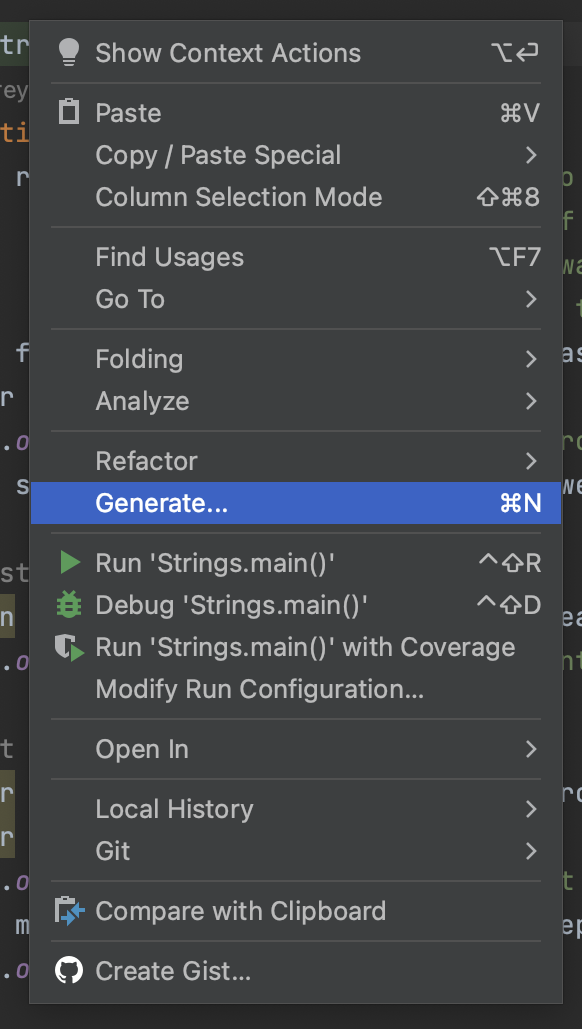 Show Context Actions ⌥⏎
Paste ⌘V
Copy / Paste Special
Column Selection Mode ⇧⌘8
Find Usages ⌥F7
Go To
Folding
Analyze
Refactor
Generate... ⌘N
Run 'Strings.main()' ^⇧R
Debug 'Strings.main()' ^⇧D
Run 'Strings.main()' with Coverage
Modify Run Configuration...
Open In
Local History
Git
Compare with Clipboard
Create Gist...